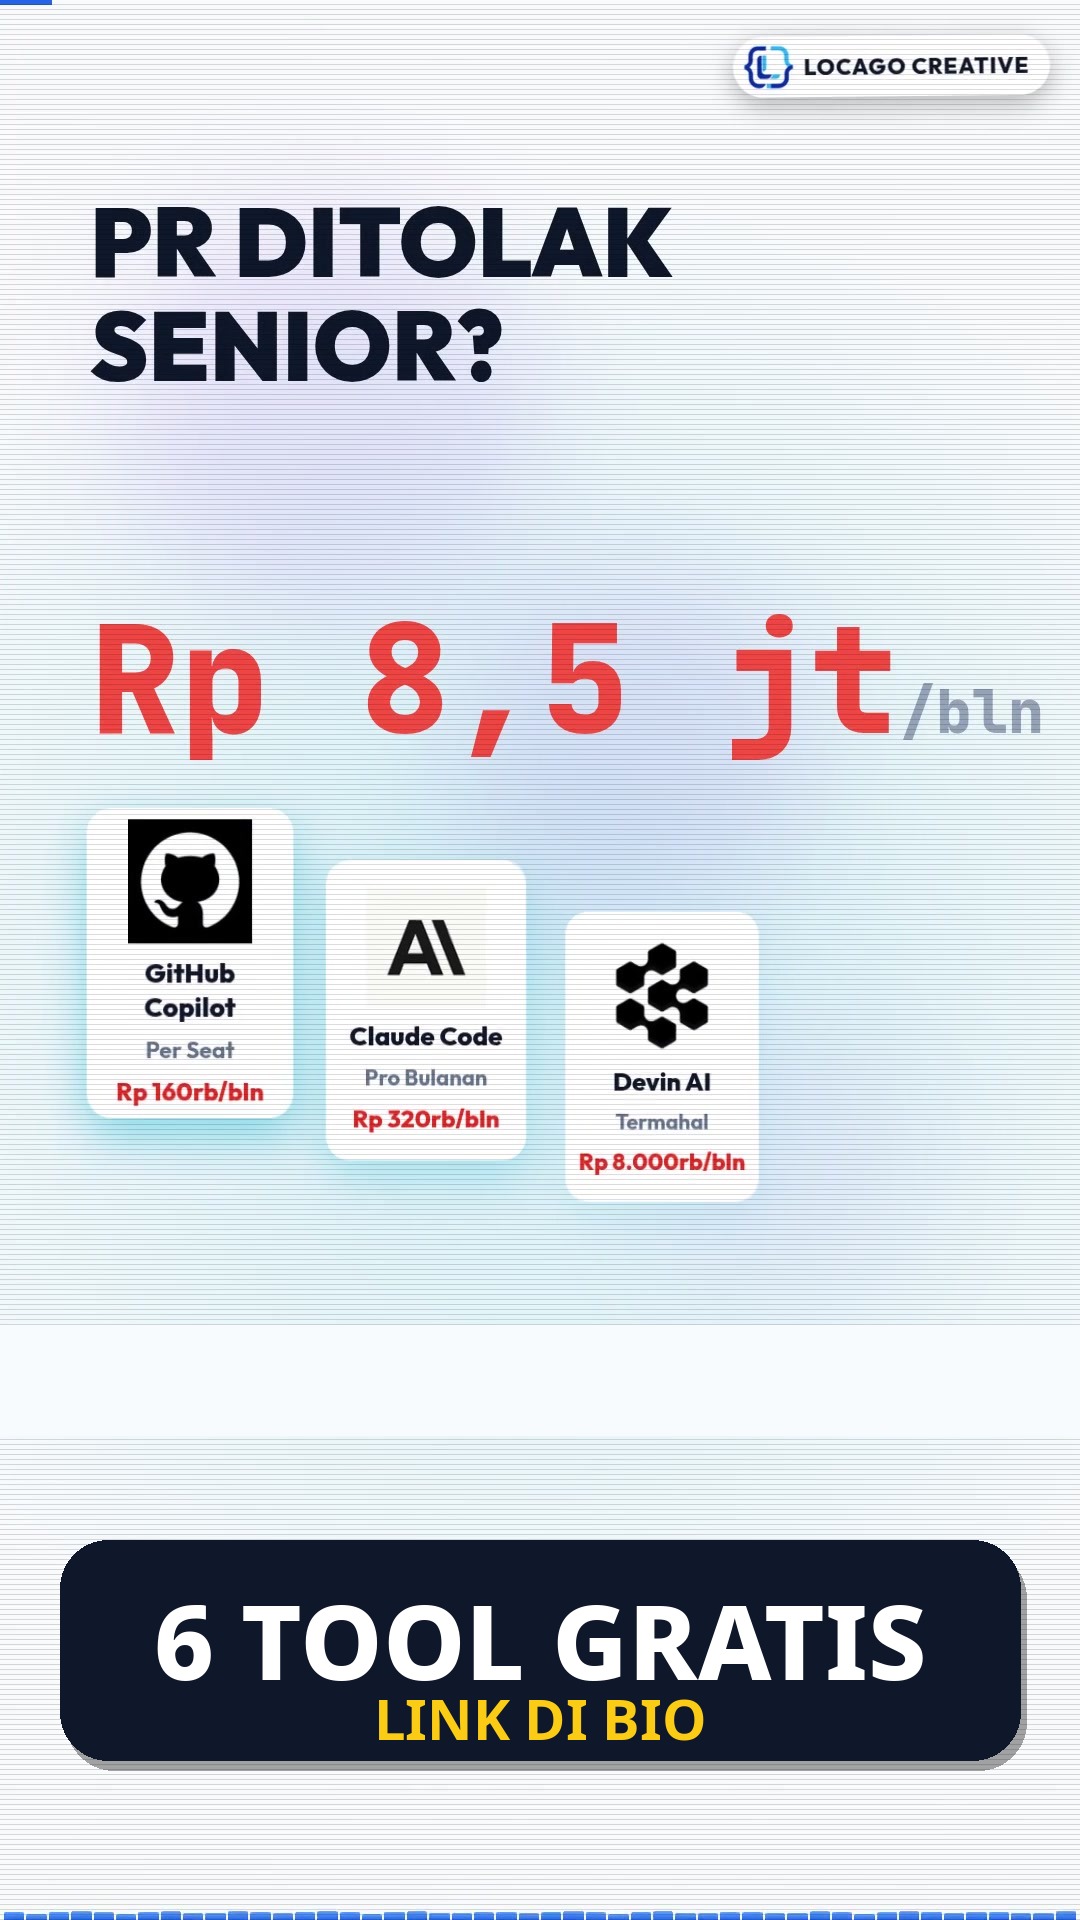 LOCAGO CREATIVE
PR DITOLAK
SENIOR?
Rp 8,5 jt/bln
GitHub
Copilot
Per Seat
Rp 160rb/bln
Claude Code
Pro Bulanan
Rp 320rb/bln
Devin AI
Termahal
Rp 8.000rb/bln
6 TOOL GRATIS
LINK DI BIO